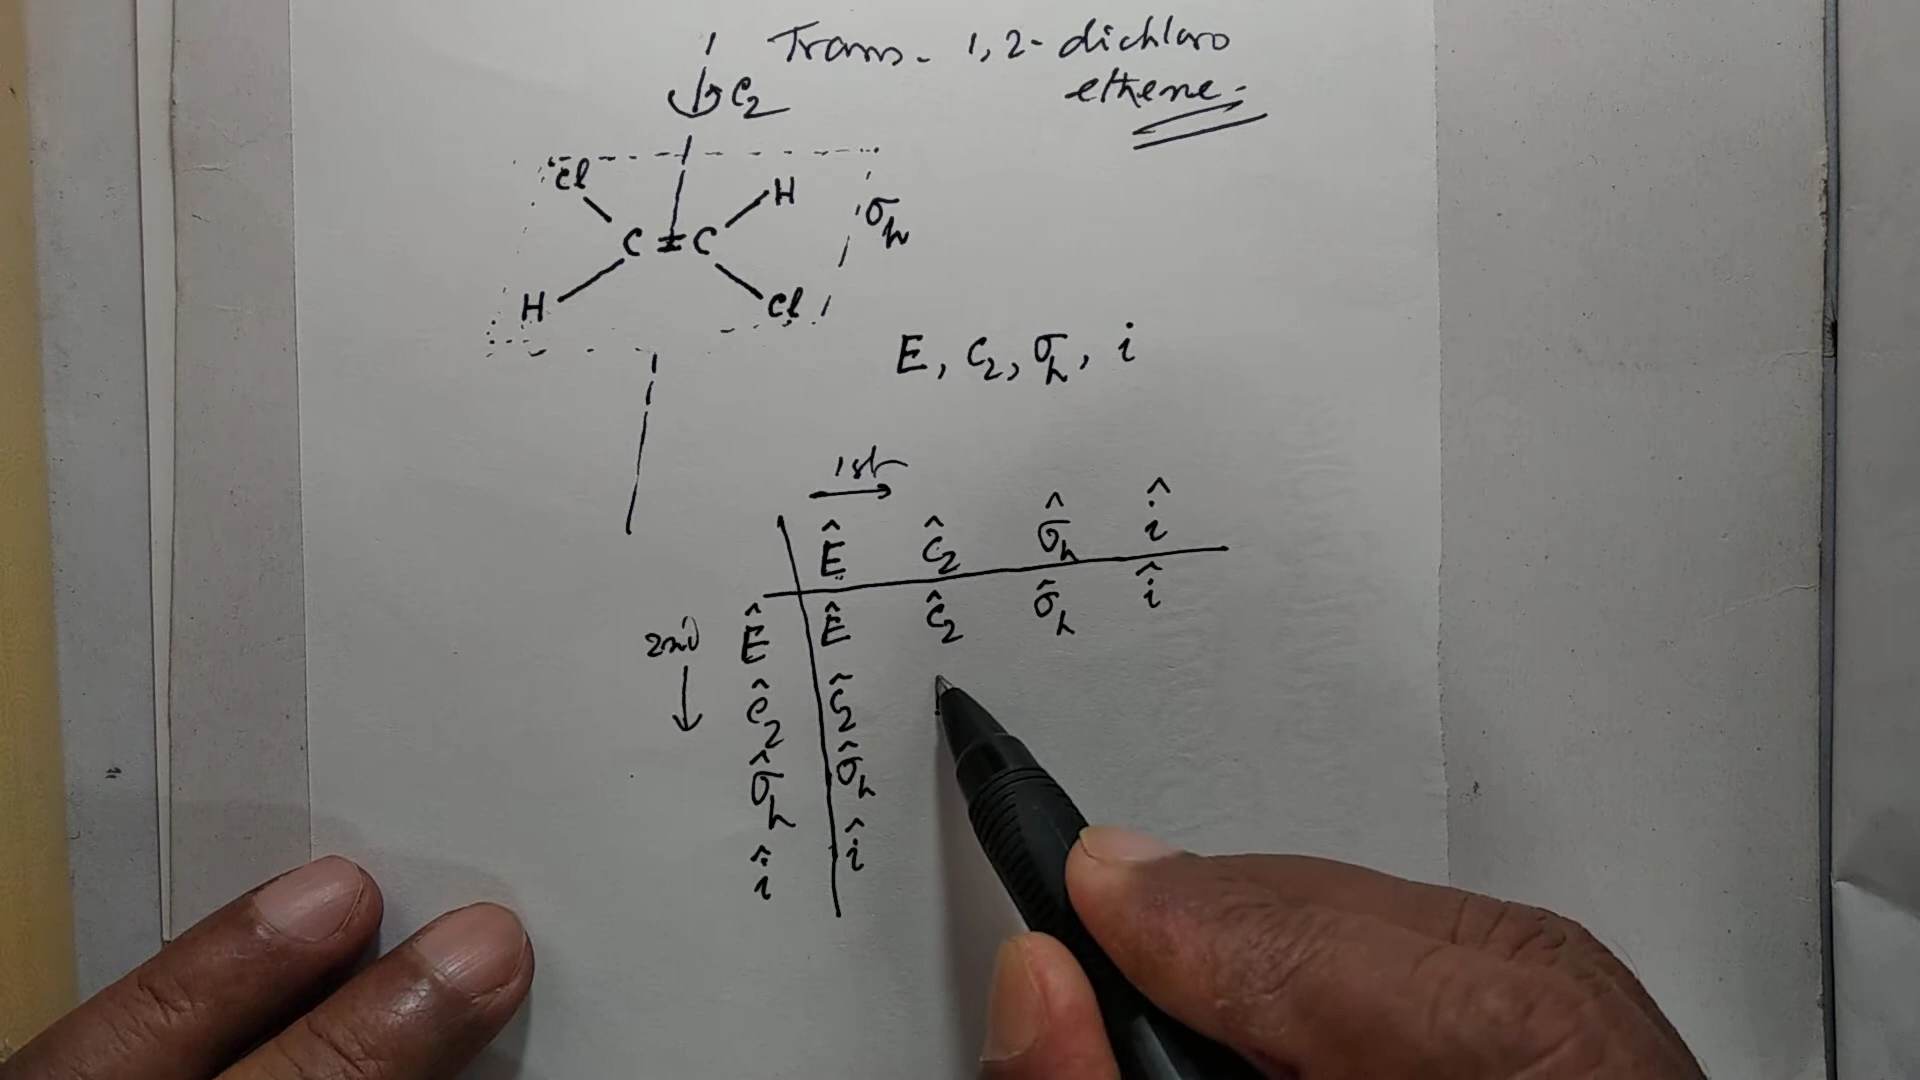 Trans- 1,2-dichloro
ethene-
C₂
Cl H
σₕ
C = C
H Cl
E, C₂, σₕ, i
1st
Ê Ĉ₂ σ̂ₕ î
2nd Ê Ê Ĉ₂ σ̂ₕ î
Ĉ₂ Ĉ₂
σ̂ₕ σ̂ₕ
î î